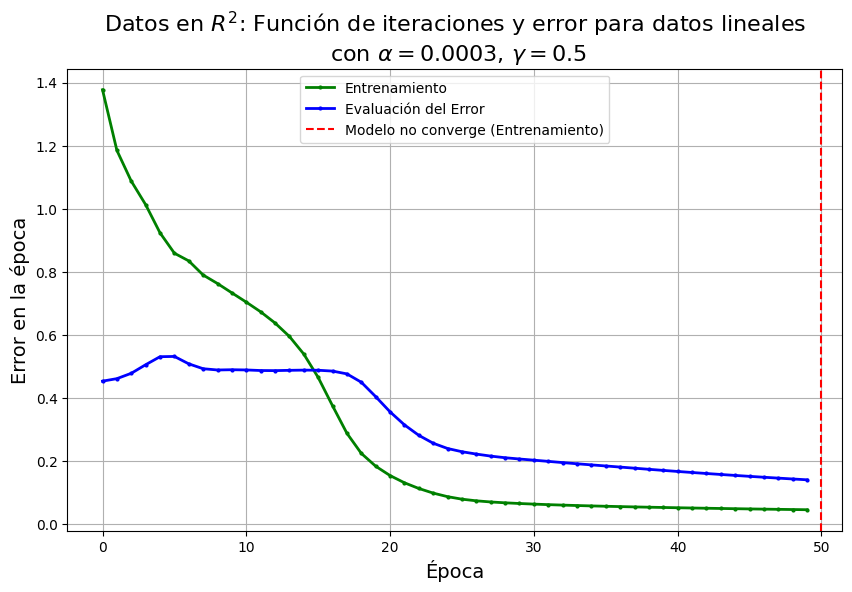 Datos en $R^2$: Función de iteraciones y error para datos lineales
con $\alpha = 0.0003$, $\gamma = 0.5$
Entrenamiento
Evaluación del Error
Modelo no converge (Entrenamiento)
Error en la época
1.4
1.2
1.0
0.8
0.6
0.4
0.2
0.0
0 10 20 30 40 50
Época